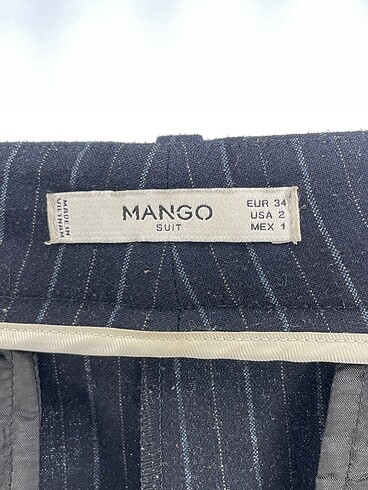 MADE IN
VIETNAM
MANGO
SUIT
EUR 34
USA 2
MEX 1